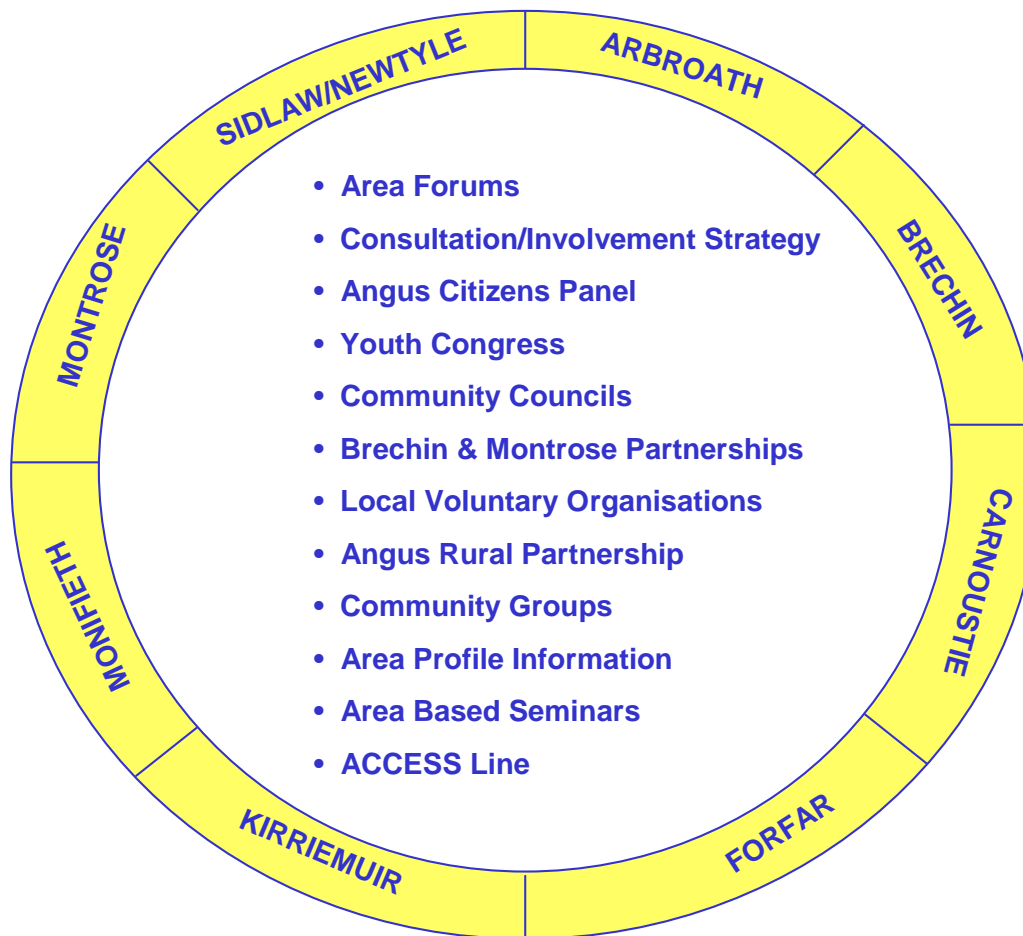 SIDLAW/NEWTYLE
ARBROATH
BRECHIN
CARNOUSTIE
FORFAR
KIRRIEMUIR
MONIFIETH
MONTROSE
• Area Forums
• Consultation/Involvement Strategy
• Angus Citizens Panel
• Youth Congress
• Community Councils
• Brechin & Montrose Partnerships
• Local Voluntary Organisations
• Angus Rural Partnership
• Community Groups
• Area Profile Information
• Area Based Seminars
• ACCESS Line